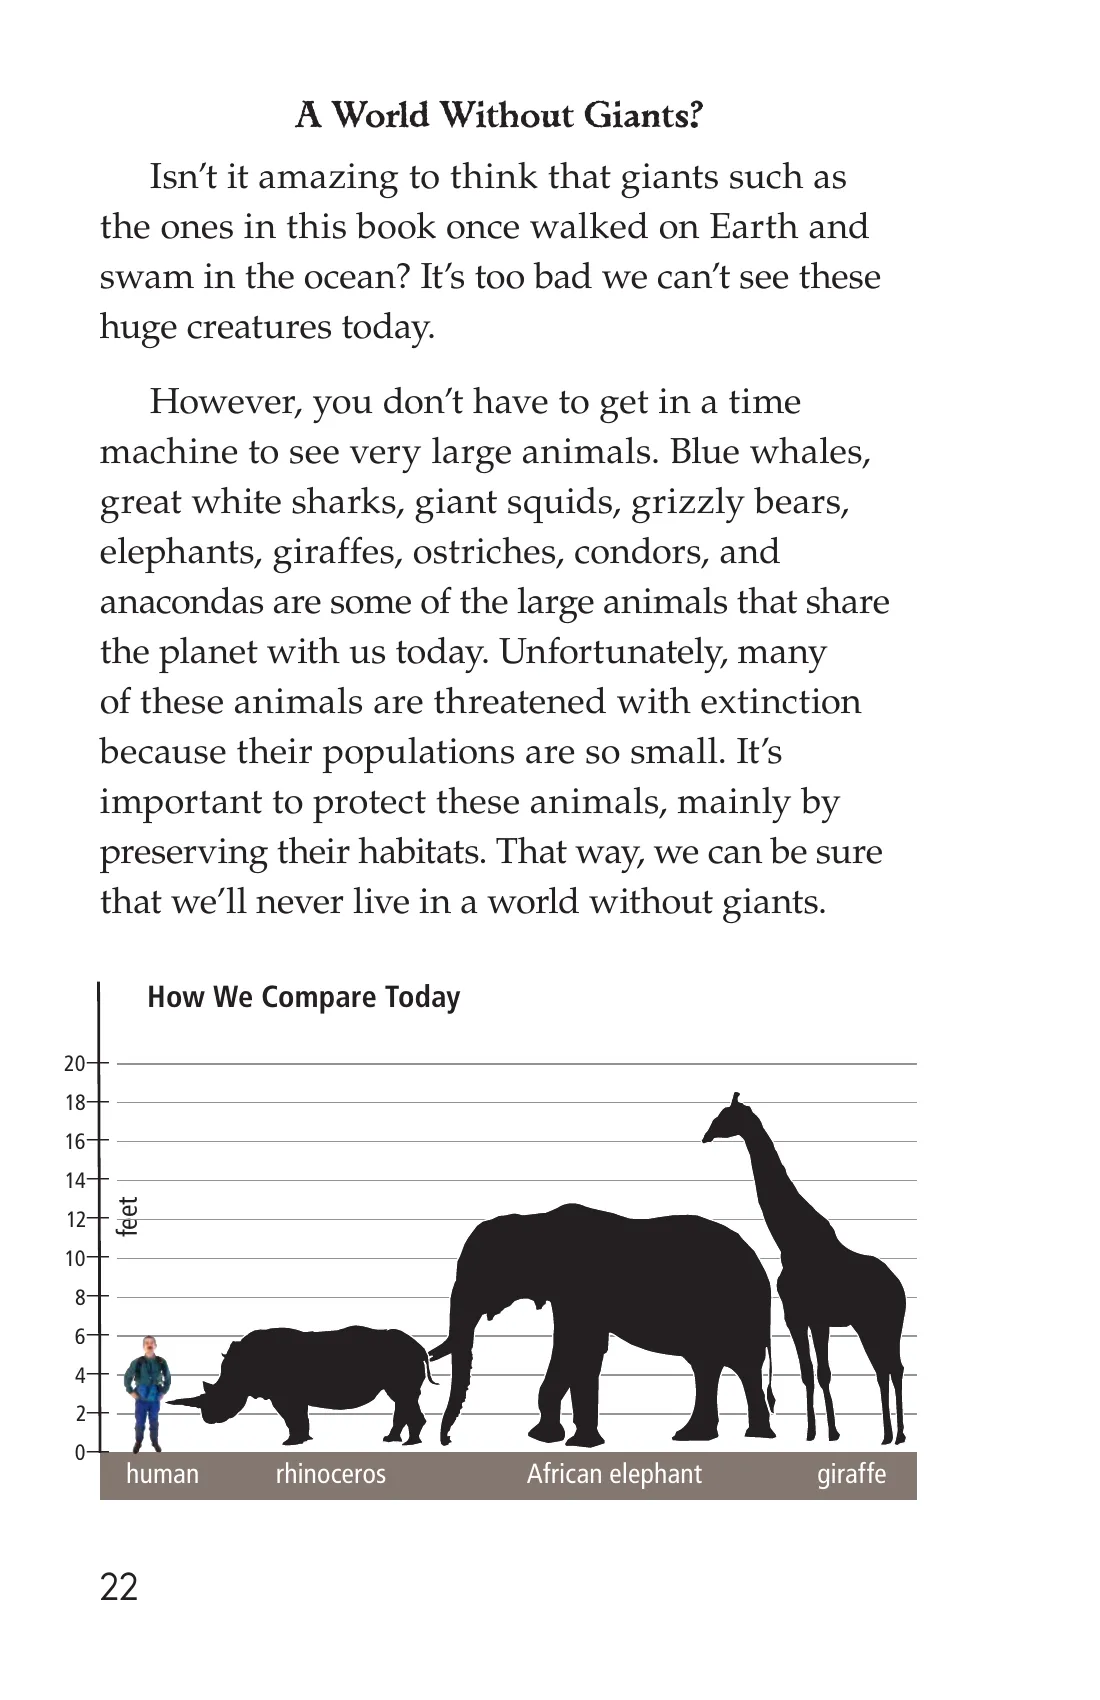 A World Without Giants?
Isn’t it amazing to think that giants such as
the ones in this book once walked on Earth and
swam in the ocean? It’s too bad we can’t see these
huge creatures today.
However, you don’t have to get in a time
machine to see very large animals. Blue whales,
great white sharks, giant squids, grizzly bears,
elephants, giraffes, ostriches, condors, and
anacondas are some of the large animals that share
the planet with us today. Unfortunately, many
of these animals are threatened with extinction
because their populations are so small. It’s
important to protect these animals, mainly by
preserving their habitats. That way, we can be sure
that we’ll never live in a world without giants.
How We Compare Today
20
18
16
14
12
10
8
6
4
2
0
feet
human rhinoceros African elephant giraffe
22